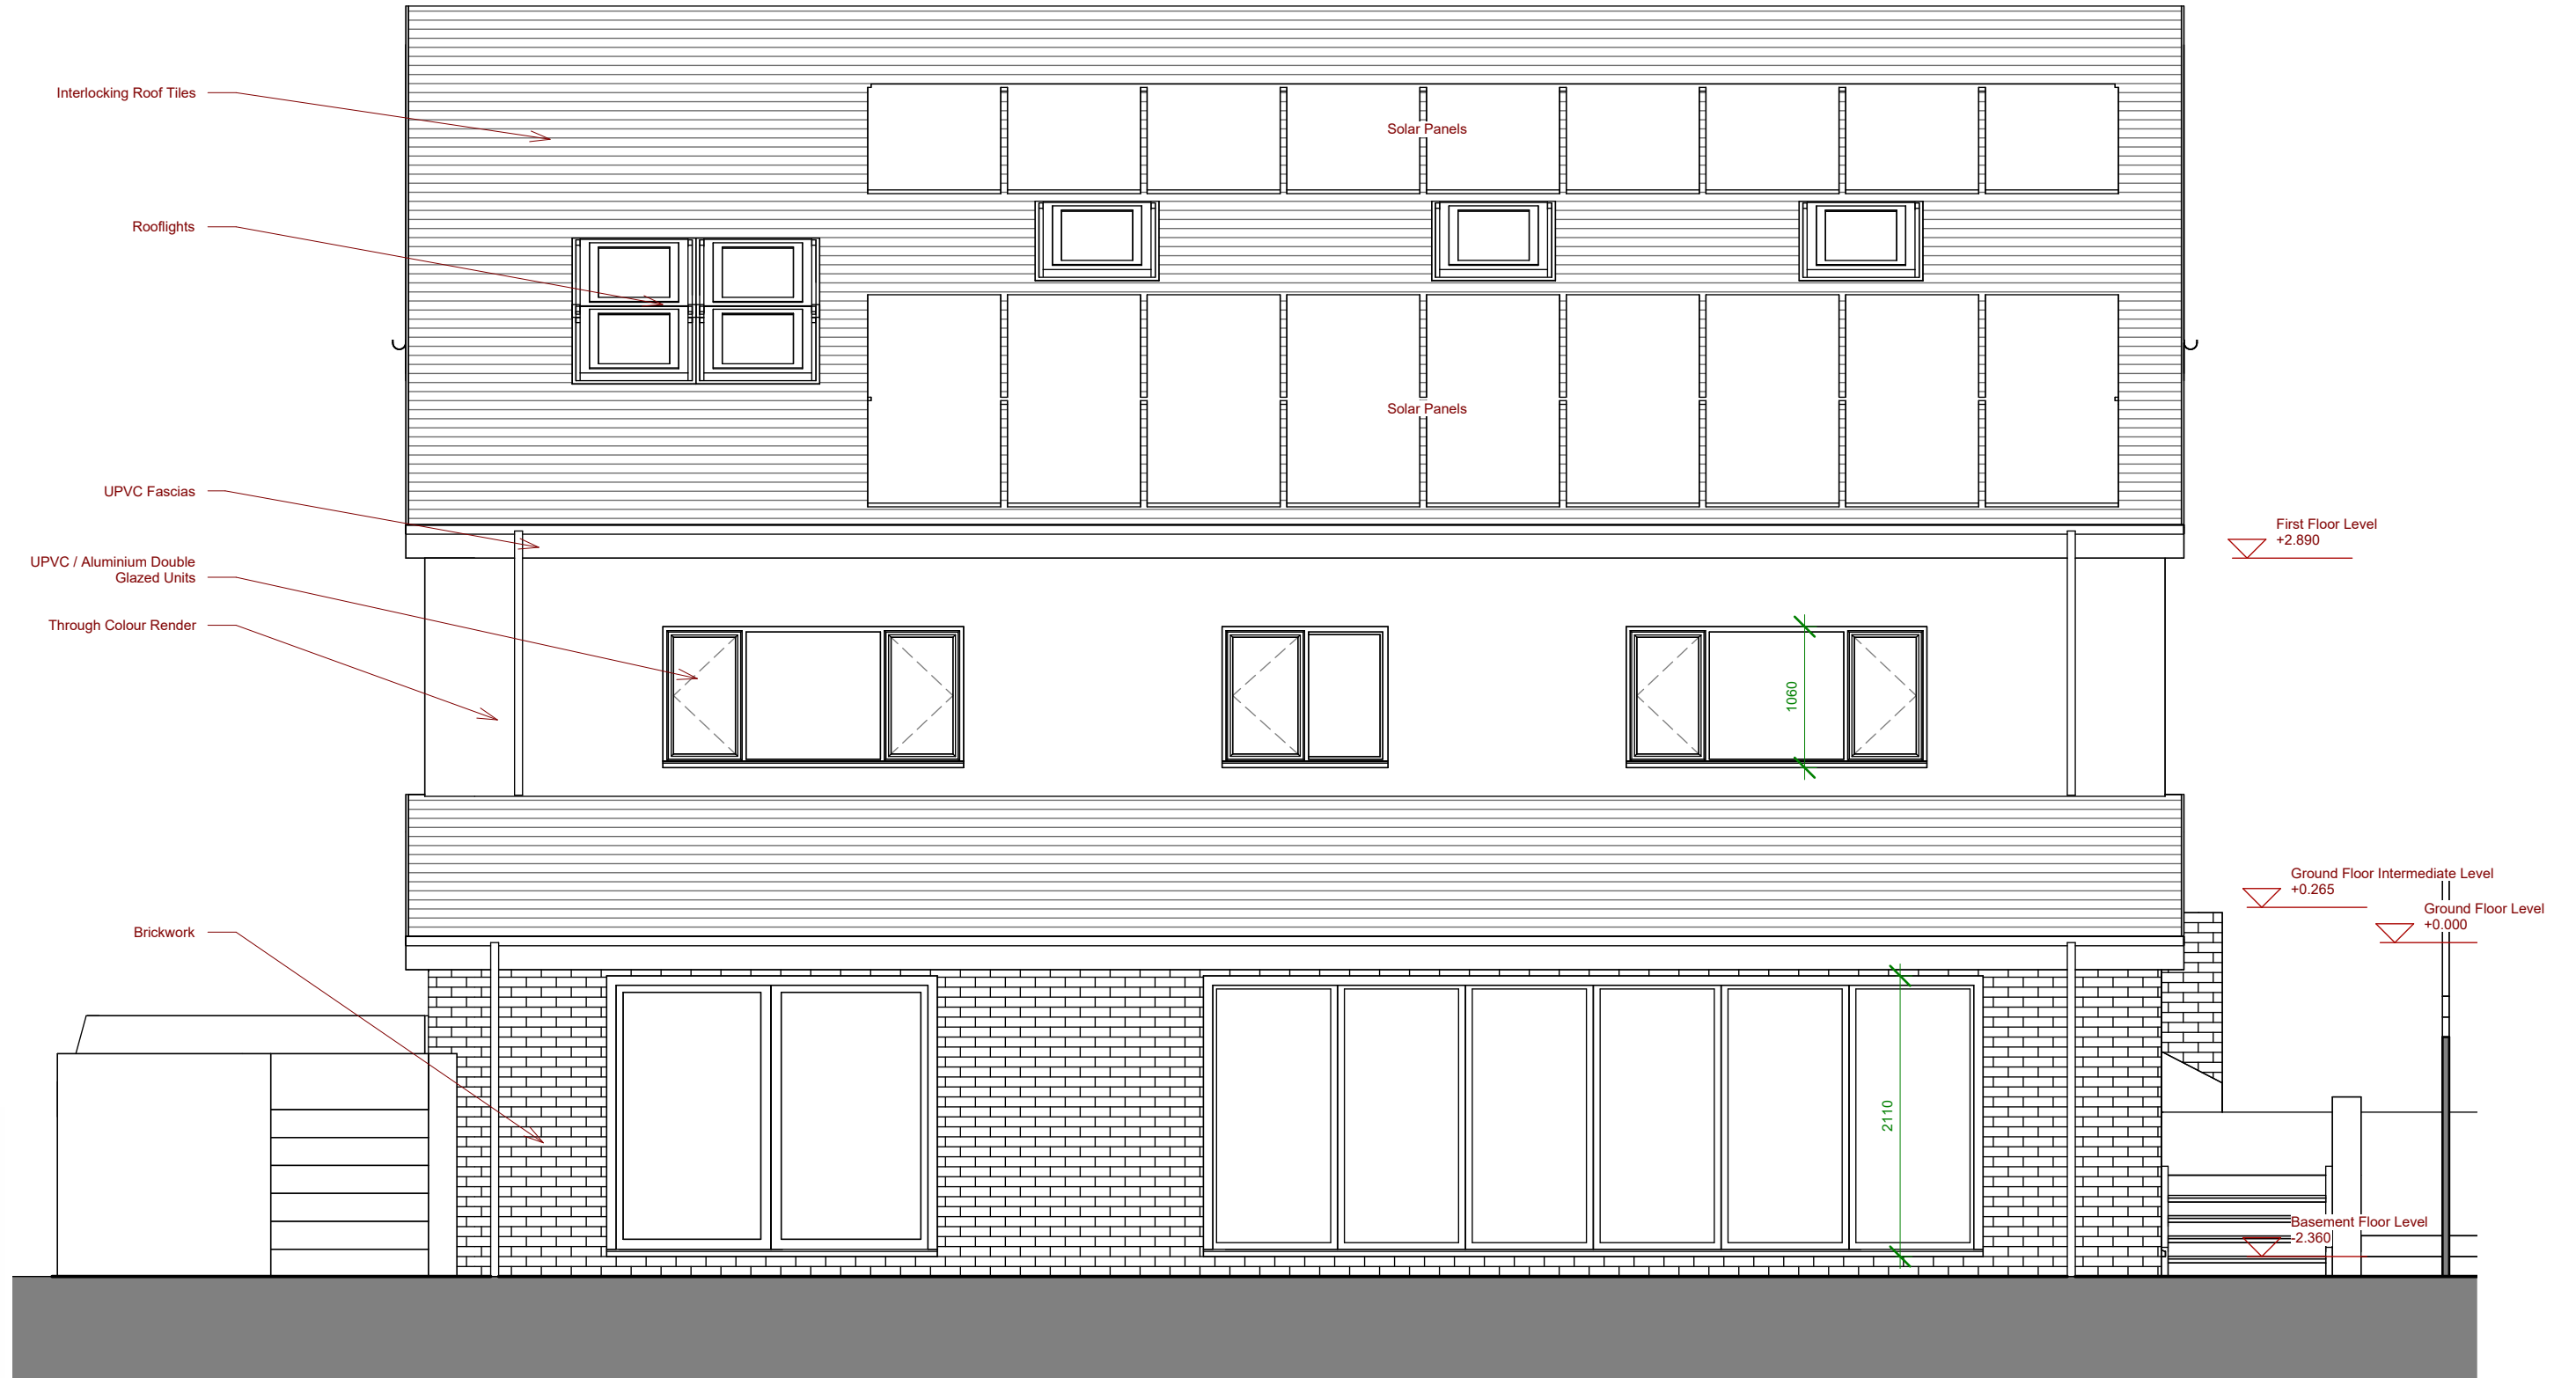 Interlocking Roof Tiles
Solar Panels
Rooflights
Solar Panels
UPVC Fascias
First Floor Level
+2.890
UPVC / Aluminium Double
Glazed Units
Through Colour Render
1060
Ground Floor Intermediate Level
+0.265
Ground Floor Level
+0.000
Brickwork
2110
Basement Floor Level
-2.360